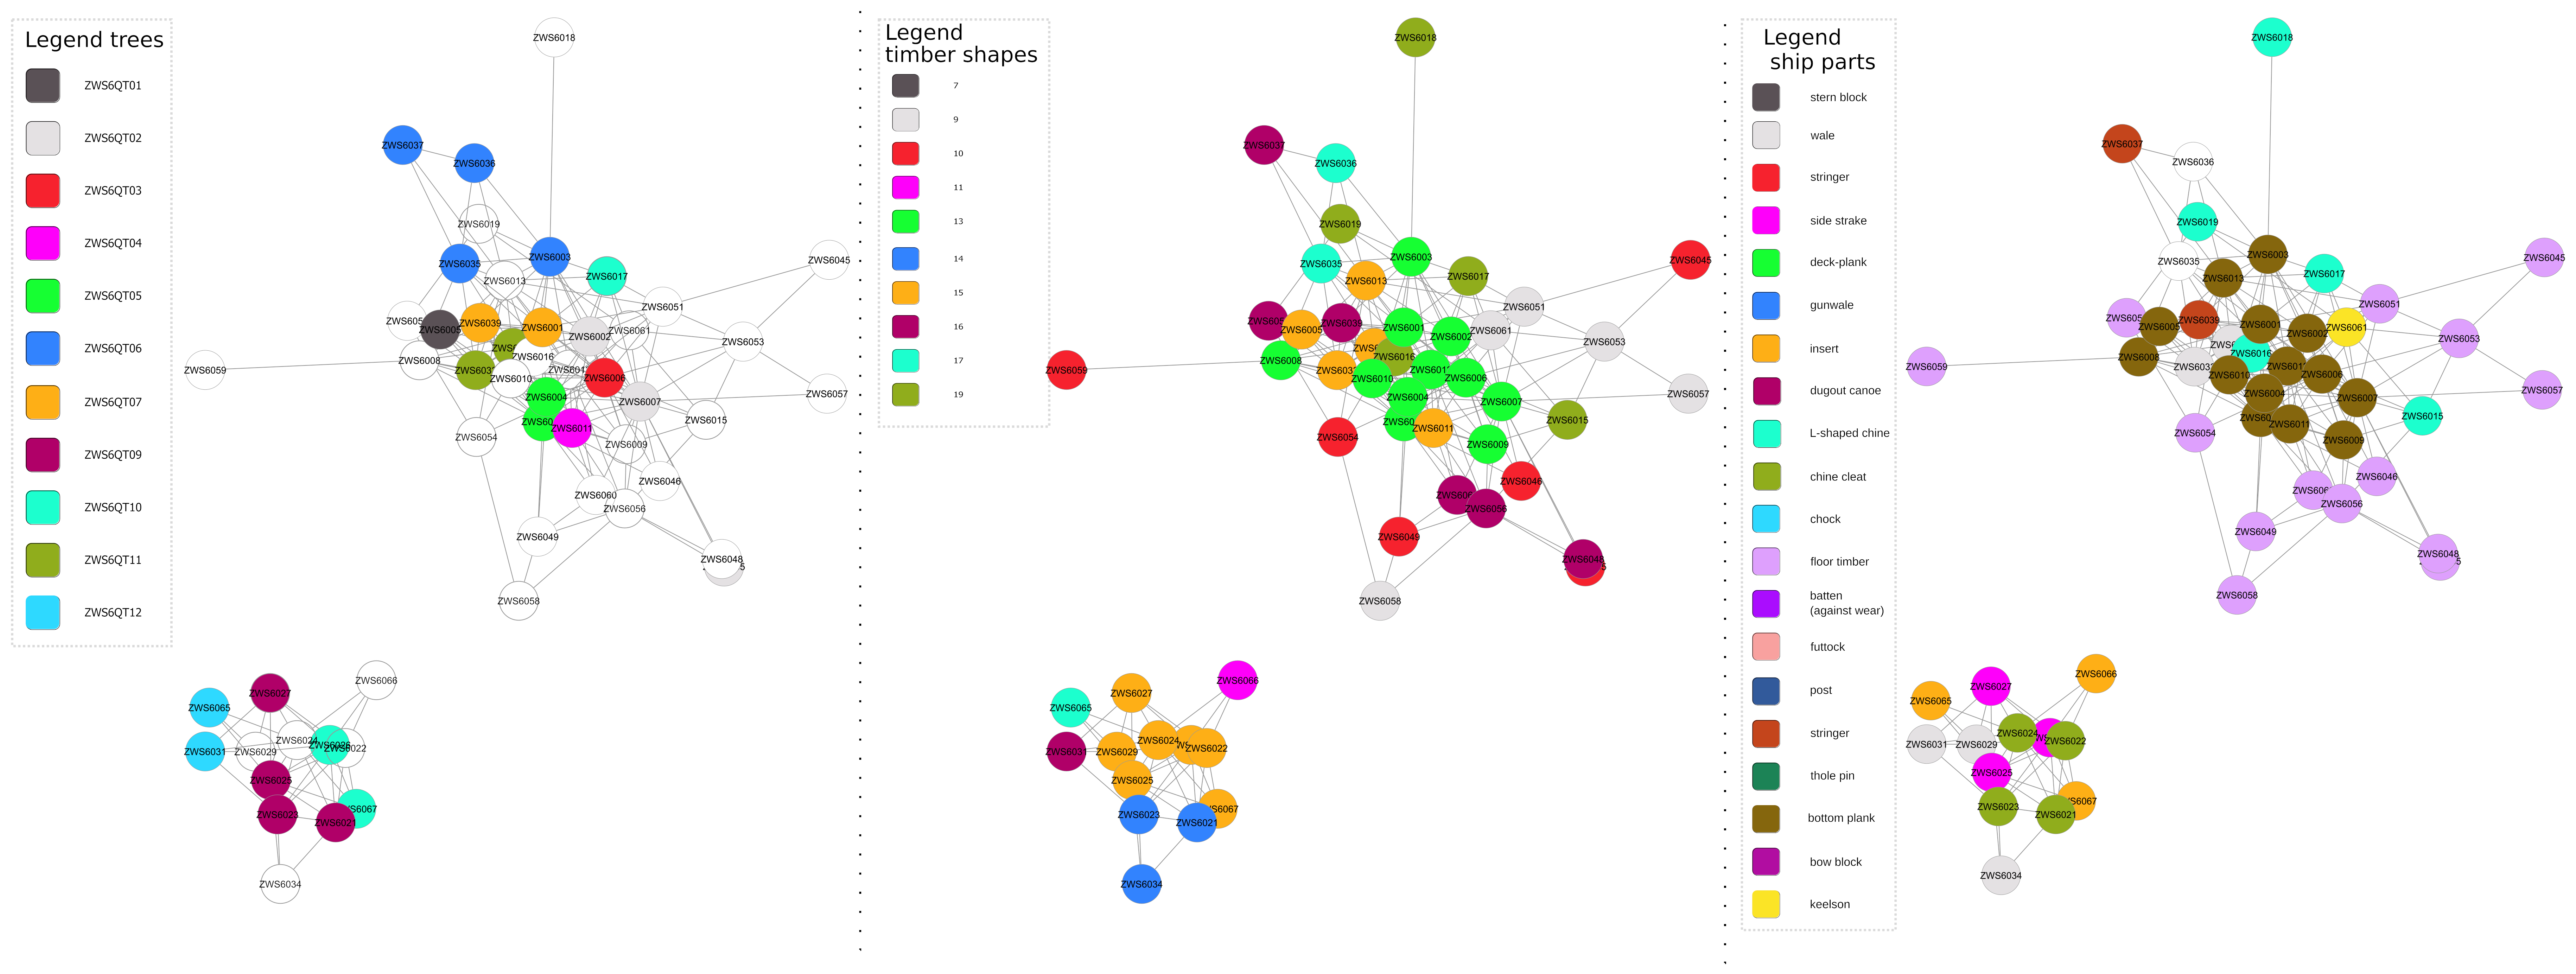 Legend trees
ZWS6QT01
ZWS6QT02
ZWS6QT03
ZWS6QT04
ZWS6QT05
ZWS6QT06
ZWS6QT07
ZWS6QT09
ZWS6QT10
ZWS6QT11
ZWS6QT12
ZWS6018
ZWS6037
ZWS6036
ZWS6019
ZWS6035
ZWS6003
ZWS6045
ZWS6013
ZWS6017
ZWS6051
ZWS6005
ZWS6039
ZWS6001
ZWS6002
ZWS6061
ZWS6053
ZWS6016
ZWS6008
ZWS6059
ZWS6010
ZWS6006
ZWS6057
ZWS6004
ZWS6007
ZWS6015
ZWS6011
ZWS6054
ZWS6009
ZWS6046
ZWS6060
ZWS6056
ZWS6049
ZWS6048
ZWS6058
ZWS6066
ZWS6027
ZWS6065
ZWS6024
ZWS6022
ZWS6031
ZWS6029
ZWS6025
ZWS6023
ZWS6021
ZWS6034
Legend
timber shapes
7
9
10
11
13
14
15
16
17
19
ZWS6018
ZWS6037
ZWS6036
ZWS6019
ZWS6003
ZWS6035
ZWS6045
ZWS6013
ZWS6017
ZWS6051
ZWS6005
ZWS6039
ZWS6001
ZWS6002
ZWS6061
ZWS6053
ZWS6016
ZWS6008
ZWS6059
ZWS6010
ZWS6006
ZWS6057
ZWS6004
ZWS6007
ZWS6015
ZWS6011
ZWS6054
ZWS6009
ZWS6046
ZWS6056
ZWS6049
ZWS6048
ZWS6058
ZWS6066
ZWS6027
ZWS6065
ZWS6024
ZWS6022
ZWS6031
ZWS6029
ZWS6025
ZWS6023
ZWS6021
ZWS6034
Legend
ship parts
stern block
wale
stringer
side strake
deck-plank
gunwale
insert
dugout canoe
L-shaped chine
chine cleat
chock
floor timber
batten
(against wear)
futtock
post
stringer
thole pin
bottom plank
bow block
keelson
ZWS6018
ZWS6037
ZWS6036
ZWS6019
ZWS6003
ZWS6045
ZWS6035
ZWS6017
ZWS6013
ZWS6051
ZWS6039
ZWS6005
ZWS6001
ZWS6061
ZWS6002
ZWS6053
ZWS6016
ZWS6008
ZWS6059
ZWS6010
ZWS6006
ZWS6057
ZWS6004
ZWS6007
ZWS6015
ZWS6011
ZWS6054
ZWS6009
ZWS6046
ZWS6056
ZWS6049
ZWS6048
ZWS6058
ZWS6066
ZWS6027
ZWS6065
ZWS6024
ZWS6022
ZWS6031
ZWS6029
ZWS6025
ZWS6023
ZWS6021
ZWS6034